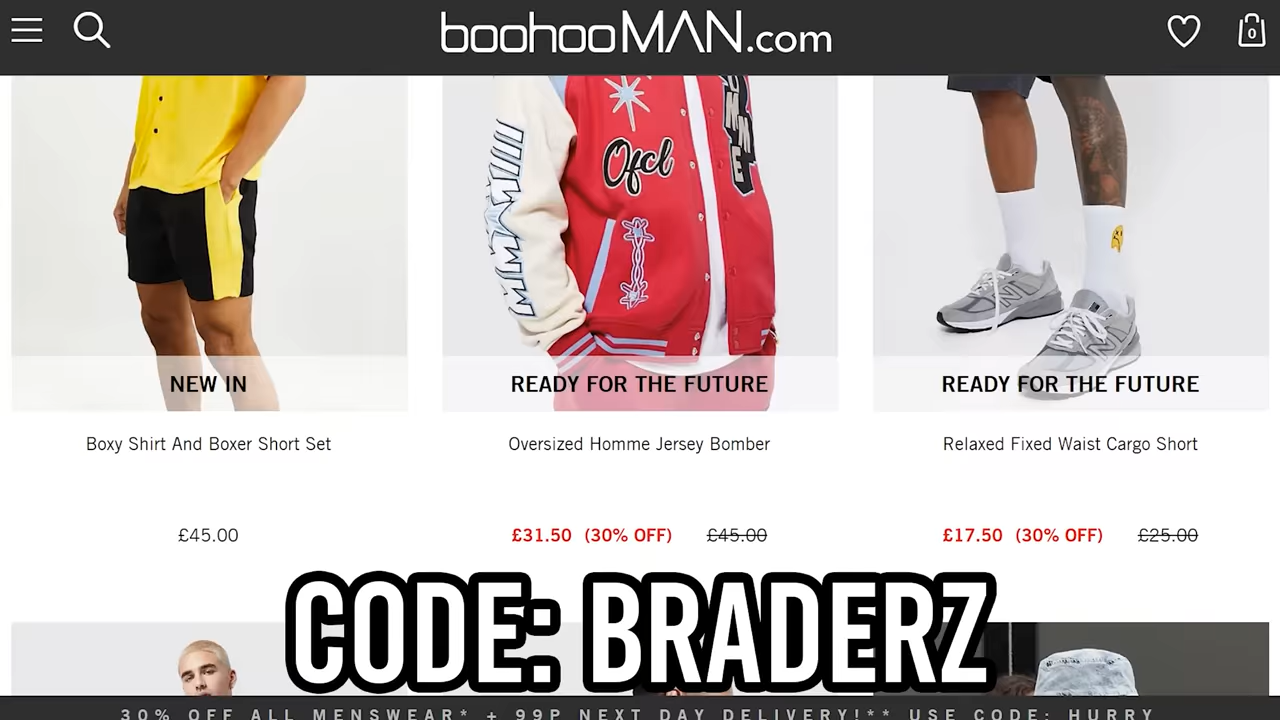 boohooMAN.com
0
Ofcl
NEW IN
READY FOR THE FUTURE
READY FOR THE FUTURE
Boxy Shirt And Boxer Short Set
Oversized Homme Jersey Bomber
Relaxed Fixed Waist Cargo Short
£45.00
£31.50 (30% OFF) £45.00
£17.50 (30% OFF) £25.00
CODE: BRADERZ
30% OFF ALL MENSWEAR* + 99P NEXT DAY DELIVERY!** USE CODE: HURRY